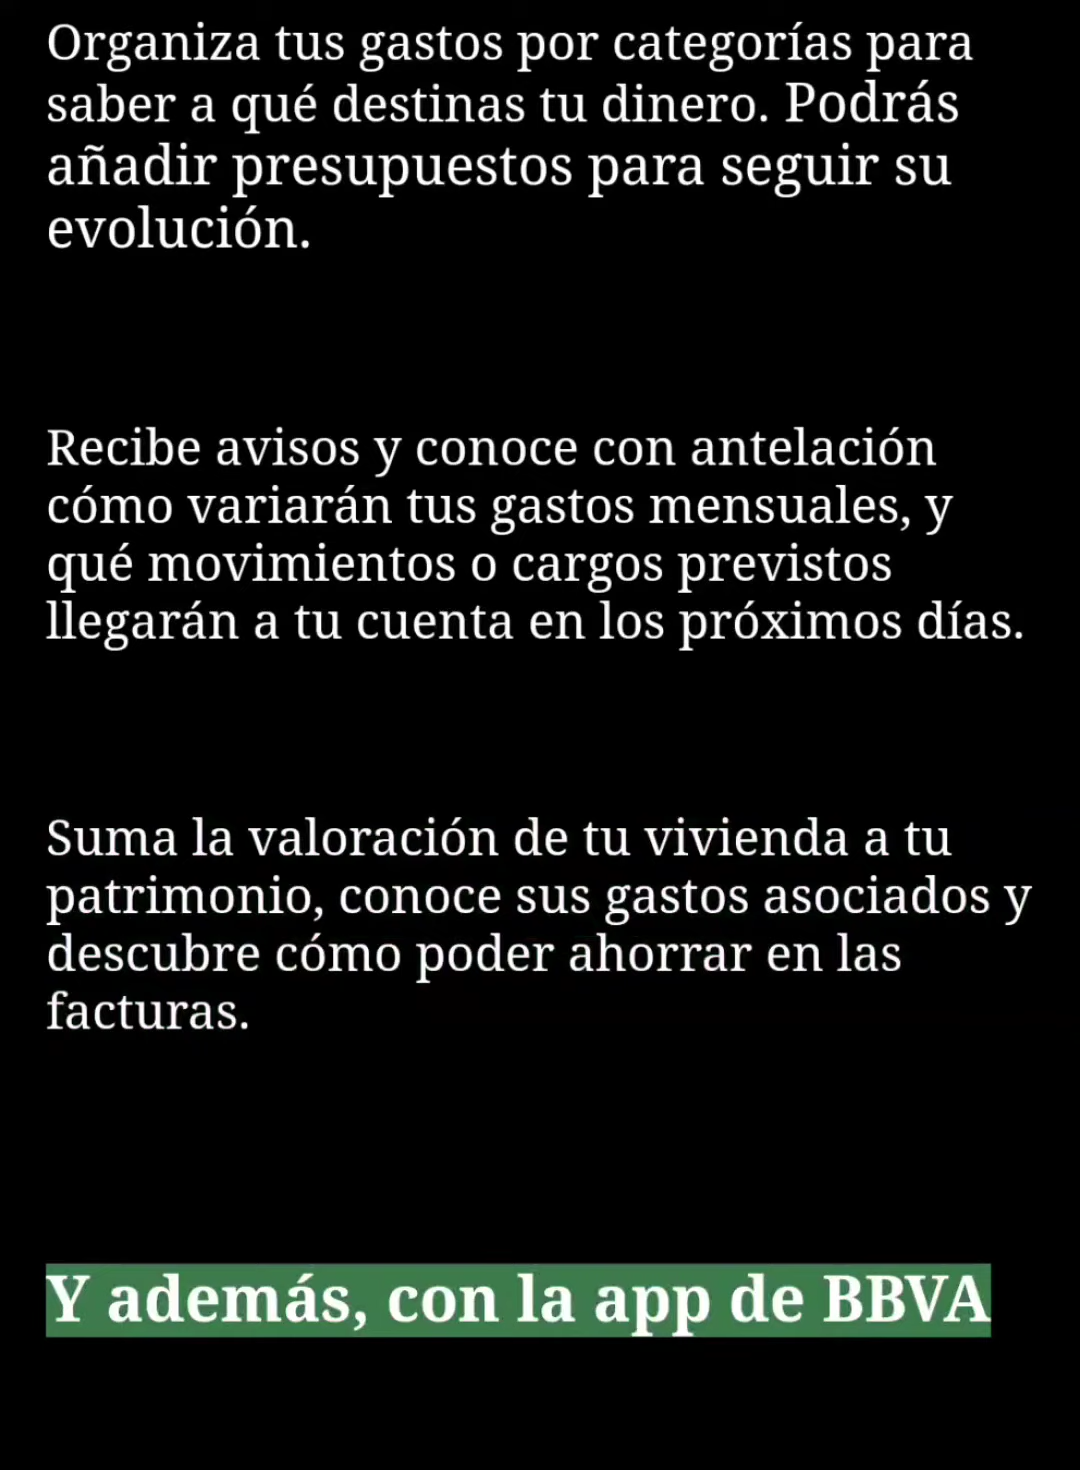 Organiza tus gastos por categorías para
saber a qué destinas tu dinero. Podrás
añadir presupuestos para seguir su
evolución.
Recibe avisos y conoce con antelación
cómo variarán tus gastos mensuales, y
qué movimientos o cargos previstos
llegarán a tu cuenta en los próximos días.
Suma la valoración de tu vivienda a tu
patrimonio, conoce sus gastos asociados y
descubre cómo poder ahorrar en las
facturas.
Y además, con la app de BBVA